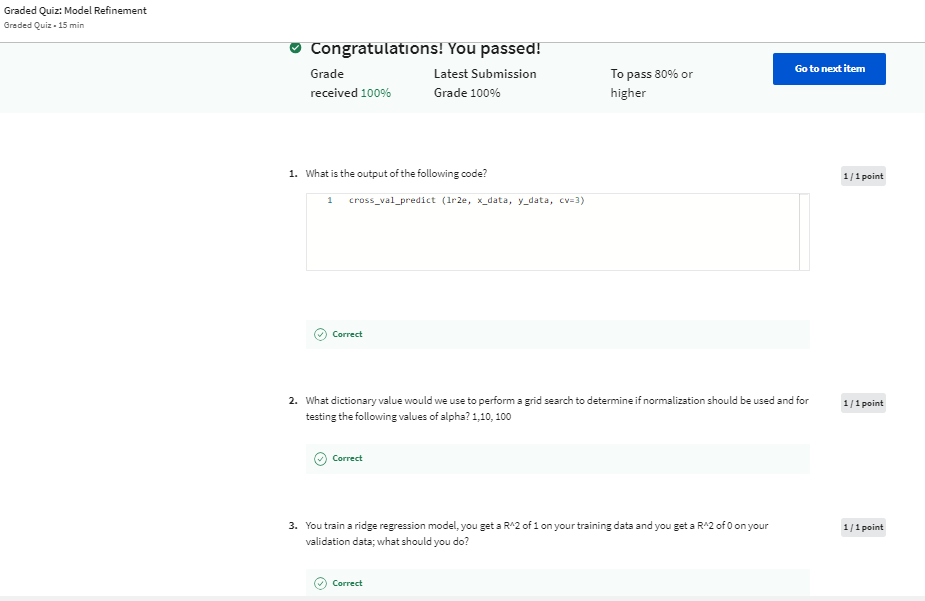 Graded Quiz: Model Refinement
Graded Quiz • 15 min
Congratulations! You passed!
Grade received 100%
Latest Submission Grade 100%
To pass 80% or higher
Go to next item
1. What is the output of the following code?
1 / 1 point
1 cross_val_predict (lr2e, x_data, y_data, cv=3)
Correct
2. What dictionary value would we use to perform a grid search to determine if normalization should be used and for
testing the following values of alpha? 1,10, 100
1 / 1 point
Correct
3. You train a ridge regression model, you get a R^2 of 1 on your training data and you get a R^2 of 0 on your
validation data; what should you do?
1 / 1 point
Correct